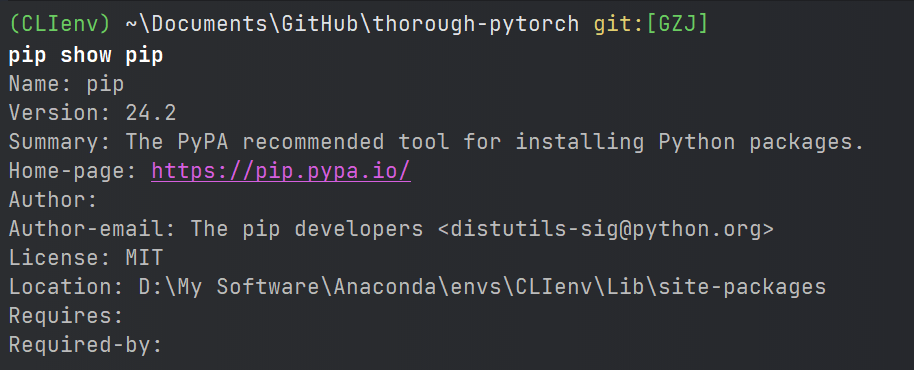 (CLIenv) ~\Documents\GitHub\thorough-pytorch git:[GZJ]
pip show pip
Name: pip
Version: 24.2
Summary: The PyPA recommended tool for installing Python packages.
Home-page: https://pip.pypa.io/
Author:
Author-email: The pip developers <distutils-sig@python.org>
License: MIT
Location: D:\My Software\Anaconda\envs\CLIenv\Lib\site-packages
Requires:
Required-by: